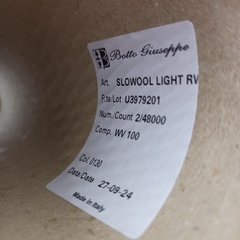 Botto Giuseppe
Art. SLOWOOL LIGHT RV
P.ta/Lot U3979201
Num./Count 2/48000
Comp. WV 100
Col. 0130
Data/Date 27-09-24
Made in Italy